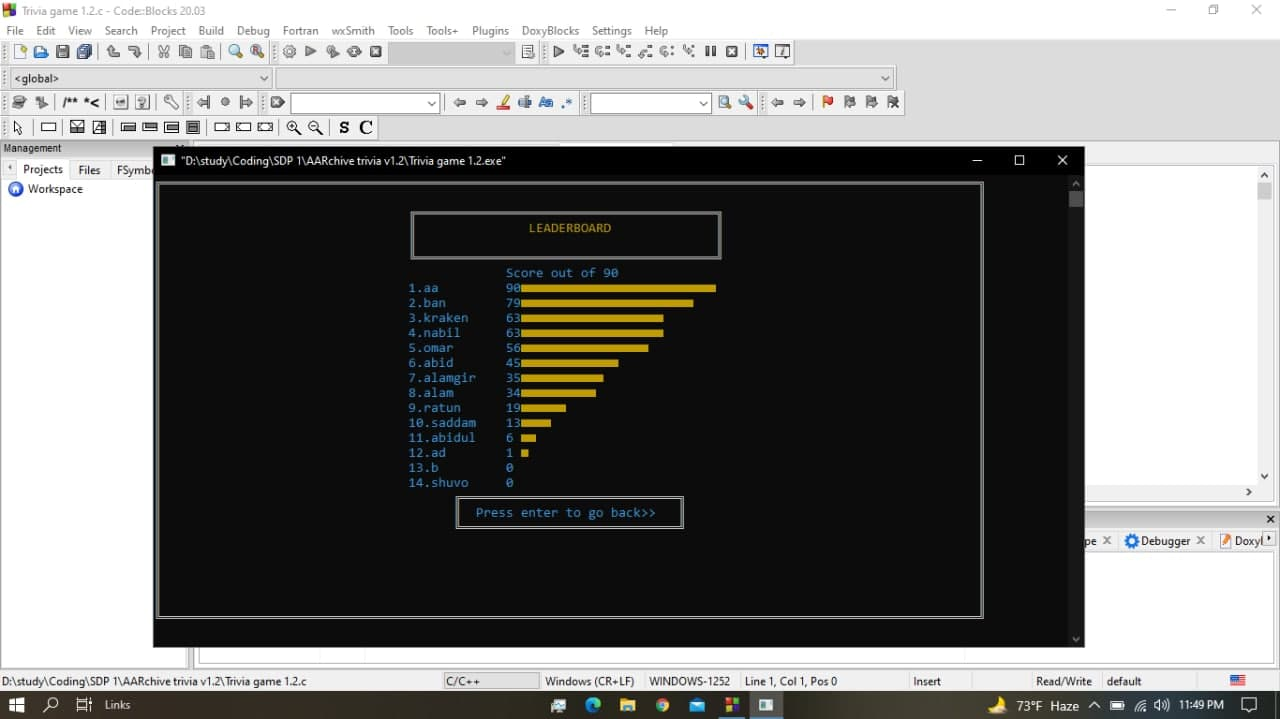 Trivia game 1.2.c - Code::Blocks 20.03
File Edit View Search Project Build Debug Fortran wxSmith Tools Tools+ Plugins DoxyBlocks Settings Help
<global>
/** *<
S C
Management
Projects Files FSymbo
Workspace
"D:\study\Coding\SDP 1\AARchive trivia v1.2\Trivia game 1.2.exe"
LEADERBOARD
Score out of 90
1.aa 90
2.ban 79
3.kraken 63
4.nabil 63
5.omar 56
6.abid 45
7.alamgir 35
8.alam 34
9.ratun 19
10.saddam 13
11.abidul 6
12.ad 1
13.b 0
14.shuvo 0
Press enter to go back>>
pe Debugger Doxyl
D:\study\Coding\SDP 1\AARchive trivia v1.2\Trivia game 1.2.c C/C++ Windows (CR+LF) WINDOWS-1252 Line 1, Col 1, Pos 0 Insert Read/Write default
Links 73°F Haze 11:49 PM